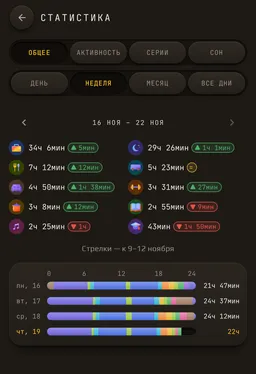 СТАТИСТИКА
ОБЩЕЕ АКТИВНОСТЬ СЕРИИ СОН
ДЕНЬ НЕДЕЛЯ МЕСЯЦ ВСЕ ДНИ
16 НОЯ – 22 НОЯ
34ч 6мин ▲ 5мин 29ч 26мин ▲ 1ч 1мин
7ч 12мин ▲ 12мин 5ч 23мин
4ч 50мин ▲ 1ч 38мин 3ч 31мин ▲ 27мин
3ч 8мин ▲ 12мин 2ч 55мин ▼ 9мин
2ч 25мин ▼ 1ч 43мин ▼ 1ч 50мин
Стрелки — к 9–12 ноября
0 6 12 18 24
пн, 16 21ч 47мин
вт, 17 24ч 37мин
ср, 18 24ч 12мин
чт, 19 22ч